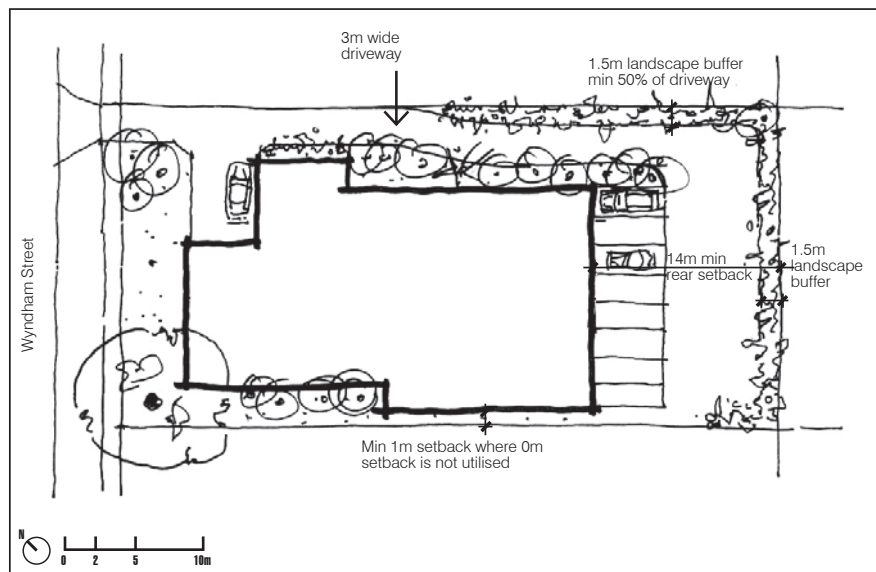 3m wide
driveway
1.5m landscape buffer
min 50% of driveway
Wyndham Street
14m min
rear setback
1.5m
landscape
buffer
Min 1m setback where 0m
setback is not utilised
N
0 2 5 10m